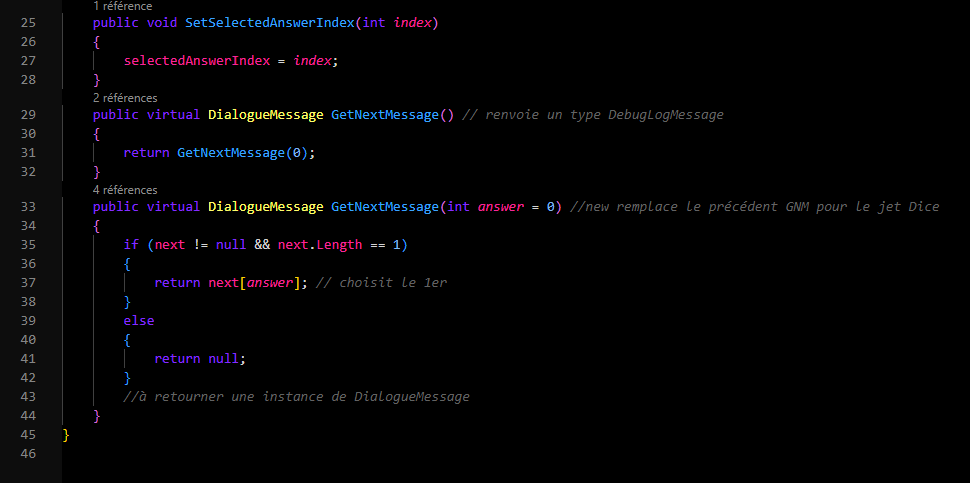 1 référence
25 public void SetSelectedAnswerIndex(int index)
26 {
27 selectedAnswerIndex = index;
28 }
2 références
29 public virtual DialogueMessage GetNextMessage() // renvoie un type DebugLogMessage
30 {
31 return GetNextMessage(0);
32 }
4 références
33 public virtual DialogueMessage GetNextMessage(int answer = 0) //new remplace le précédent GNM pour le jet Dice
34 {
35 if (next != null && next.Length == 1)
36 {
37 return next[answer]; // choisit le 1er
38 }
39 else
40 {
41 return null;
42 }
43 //à retourner une instance de DialogueMessage
44 }
45 }
46